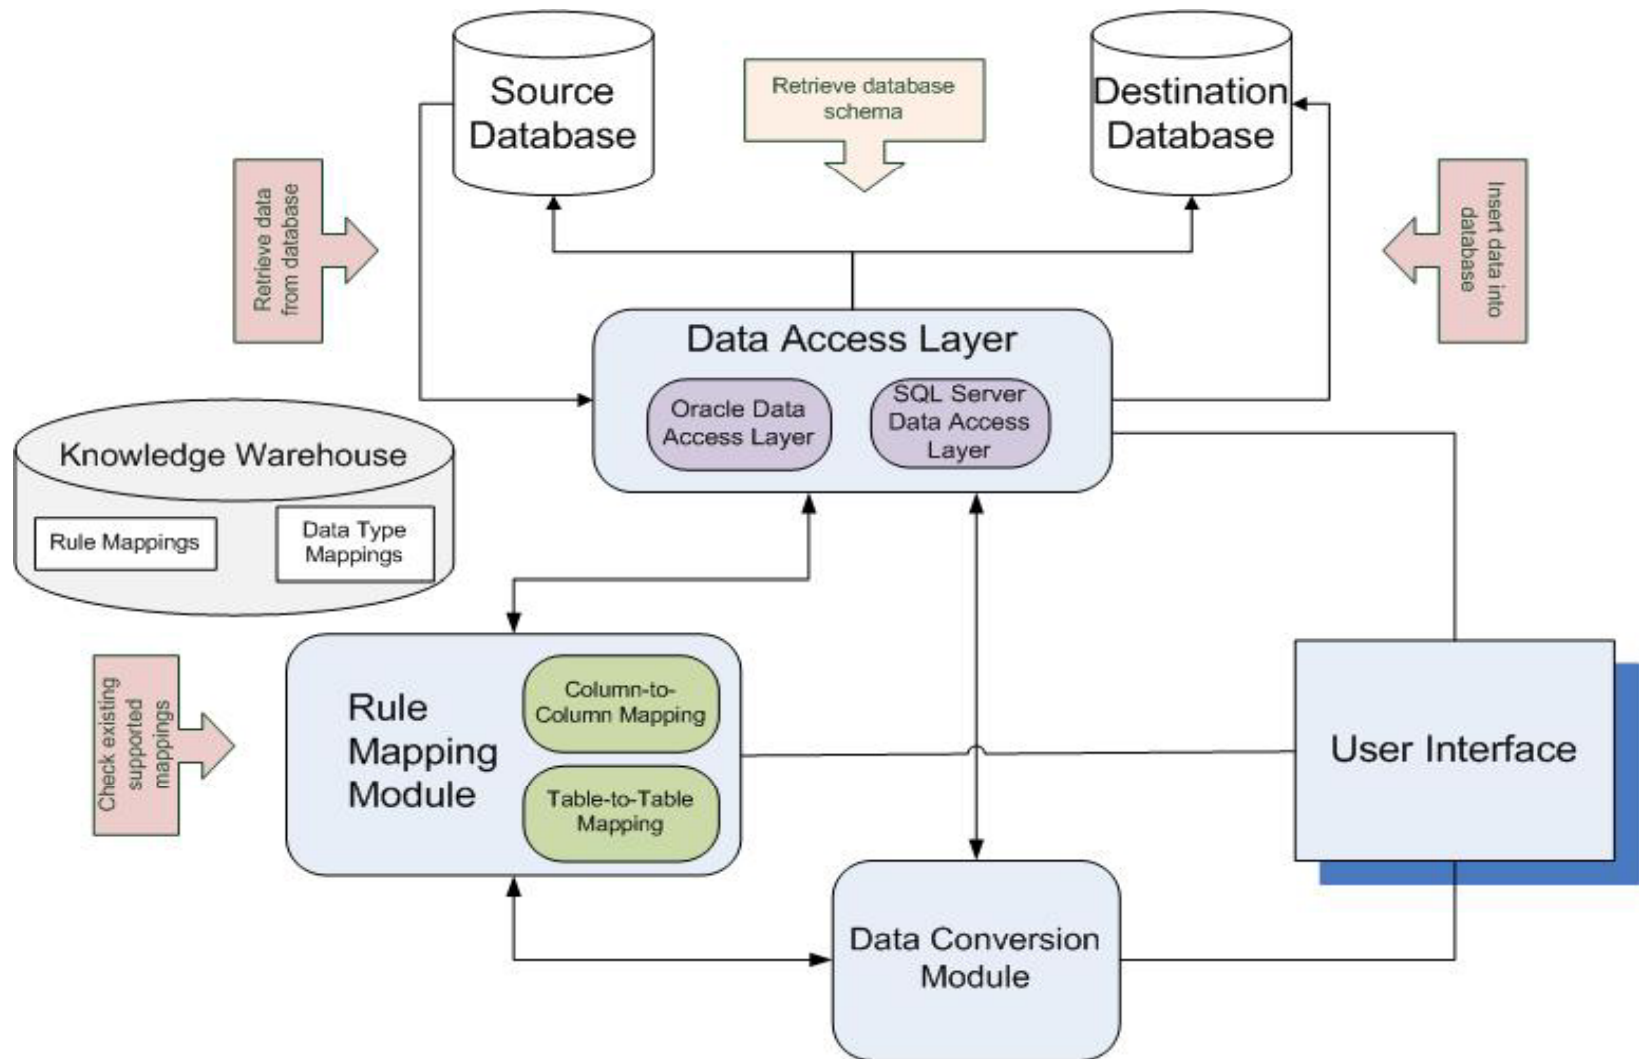 Source
Database
Retrieve database
schema
Destination
Database
Retrieve data
from database
Insert data into
database
Data Access Layer
Oracle Data
Access Layer
SQL Server
Data Access
Layer
Knowledge Warehouse
Rule Mappings
Data Type
Mappings
Check existing
supported
mappings
Rule
Mapping
Module
Column-to-
Column Mapping
Table-to-Table
Mapping
User Interface
Data Conversion
Module